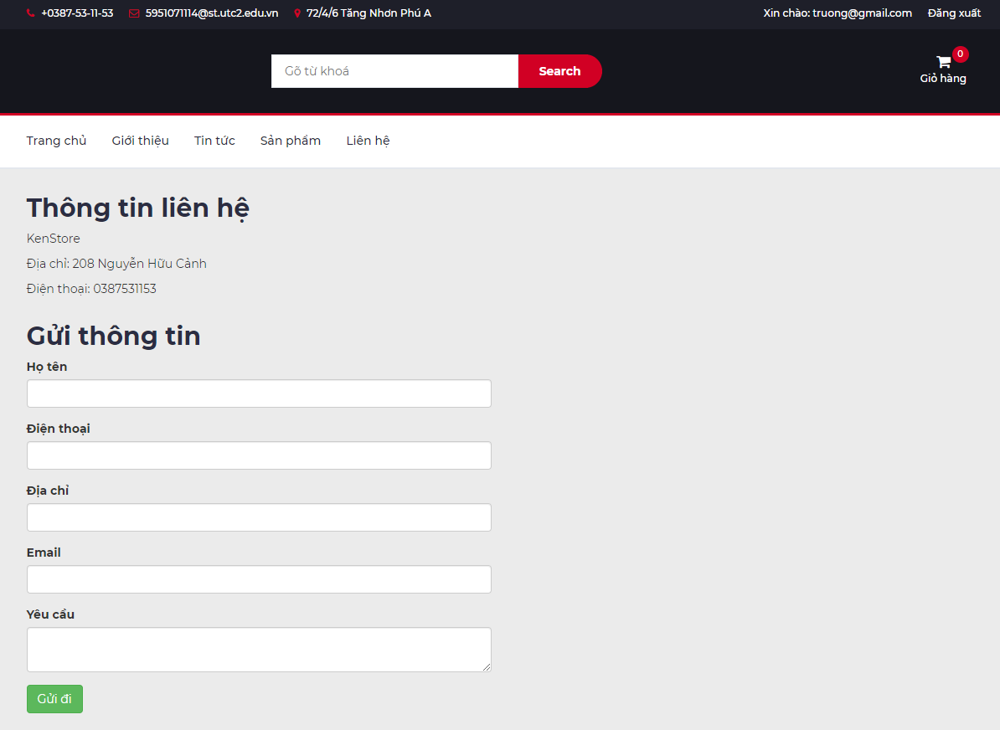 +0387-53-11-53 5951071114@st.utc2.edu.vn 72/4/6 Tăng Nhơn Phú A Xin chào: truong@gmail.com Đăng xuất
Gõ từ khoá Search 0
Giỏ hàng
Trang chủ Giới thiệu Tin tức Sản phẩm Liên hệ
Thông tin liên hệ
KenStore
Địa chỉ: 208 Nguyễn Hữu Cảnh
Điện thoại: 0387531153
Gửi thông tin
Họ tên
Điện thoại
Địa chỉ
Email
Yêu cầu
Gửi đi